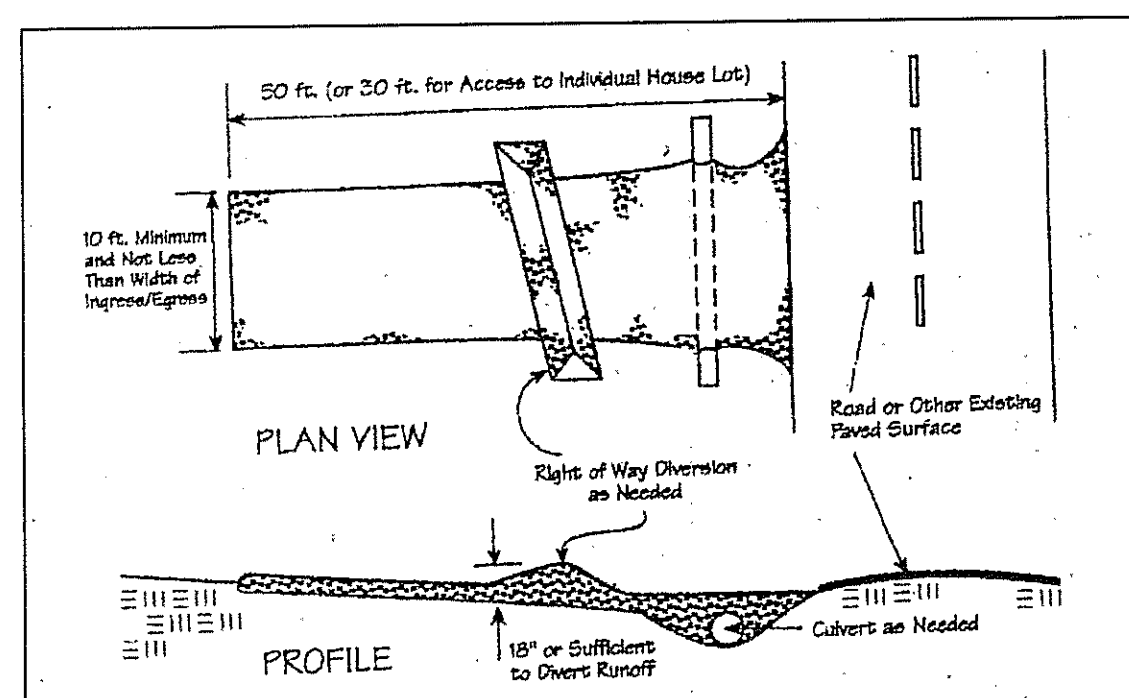 50 ft. (or 30 ft. for Access to Individual House Lot)
10 ft. Minimum
and Not Less
Than Width of
Ingress/Egress
Road or Other Existing
Paved Surface
PLAN VIEW
Right of Way Diversion
as Needed
Culvert as Needed
18" or Sufficient
to Divert Runoff
PROFILE